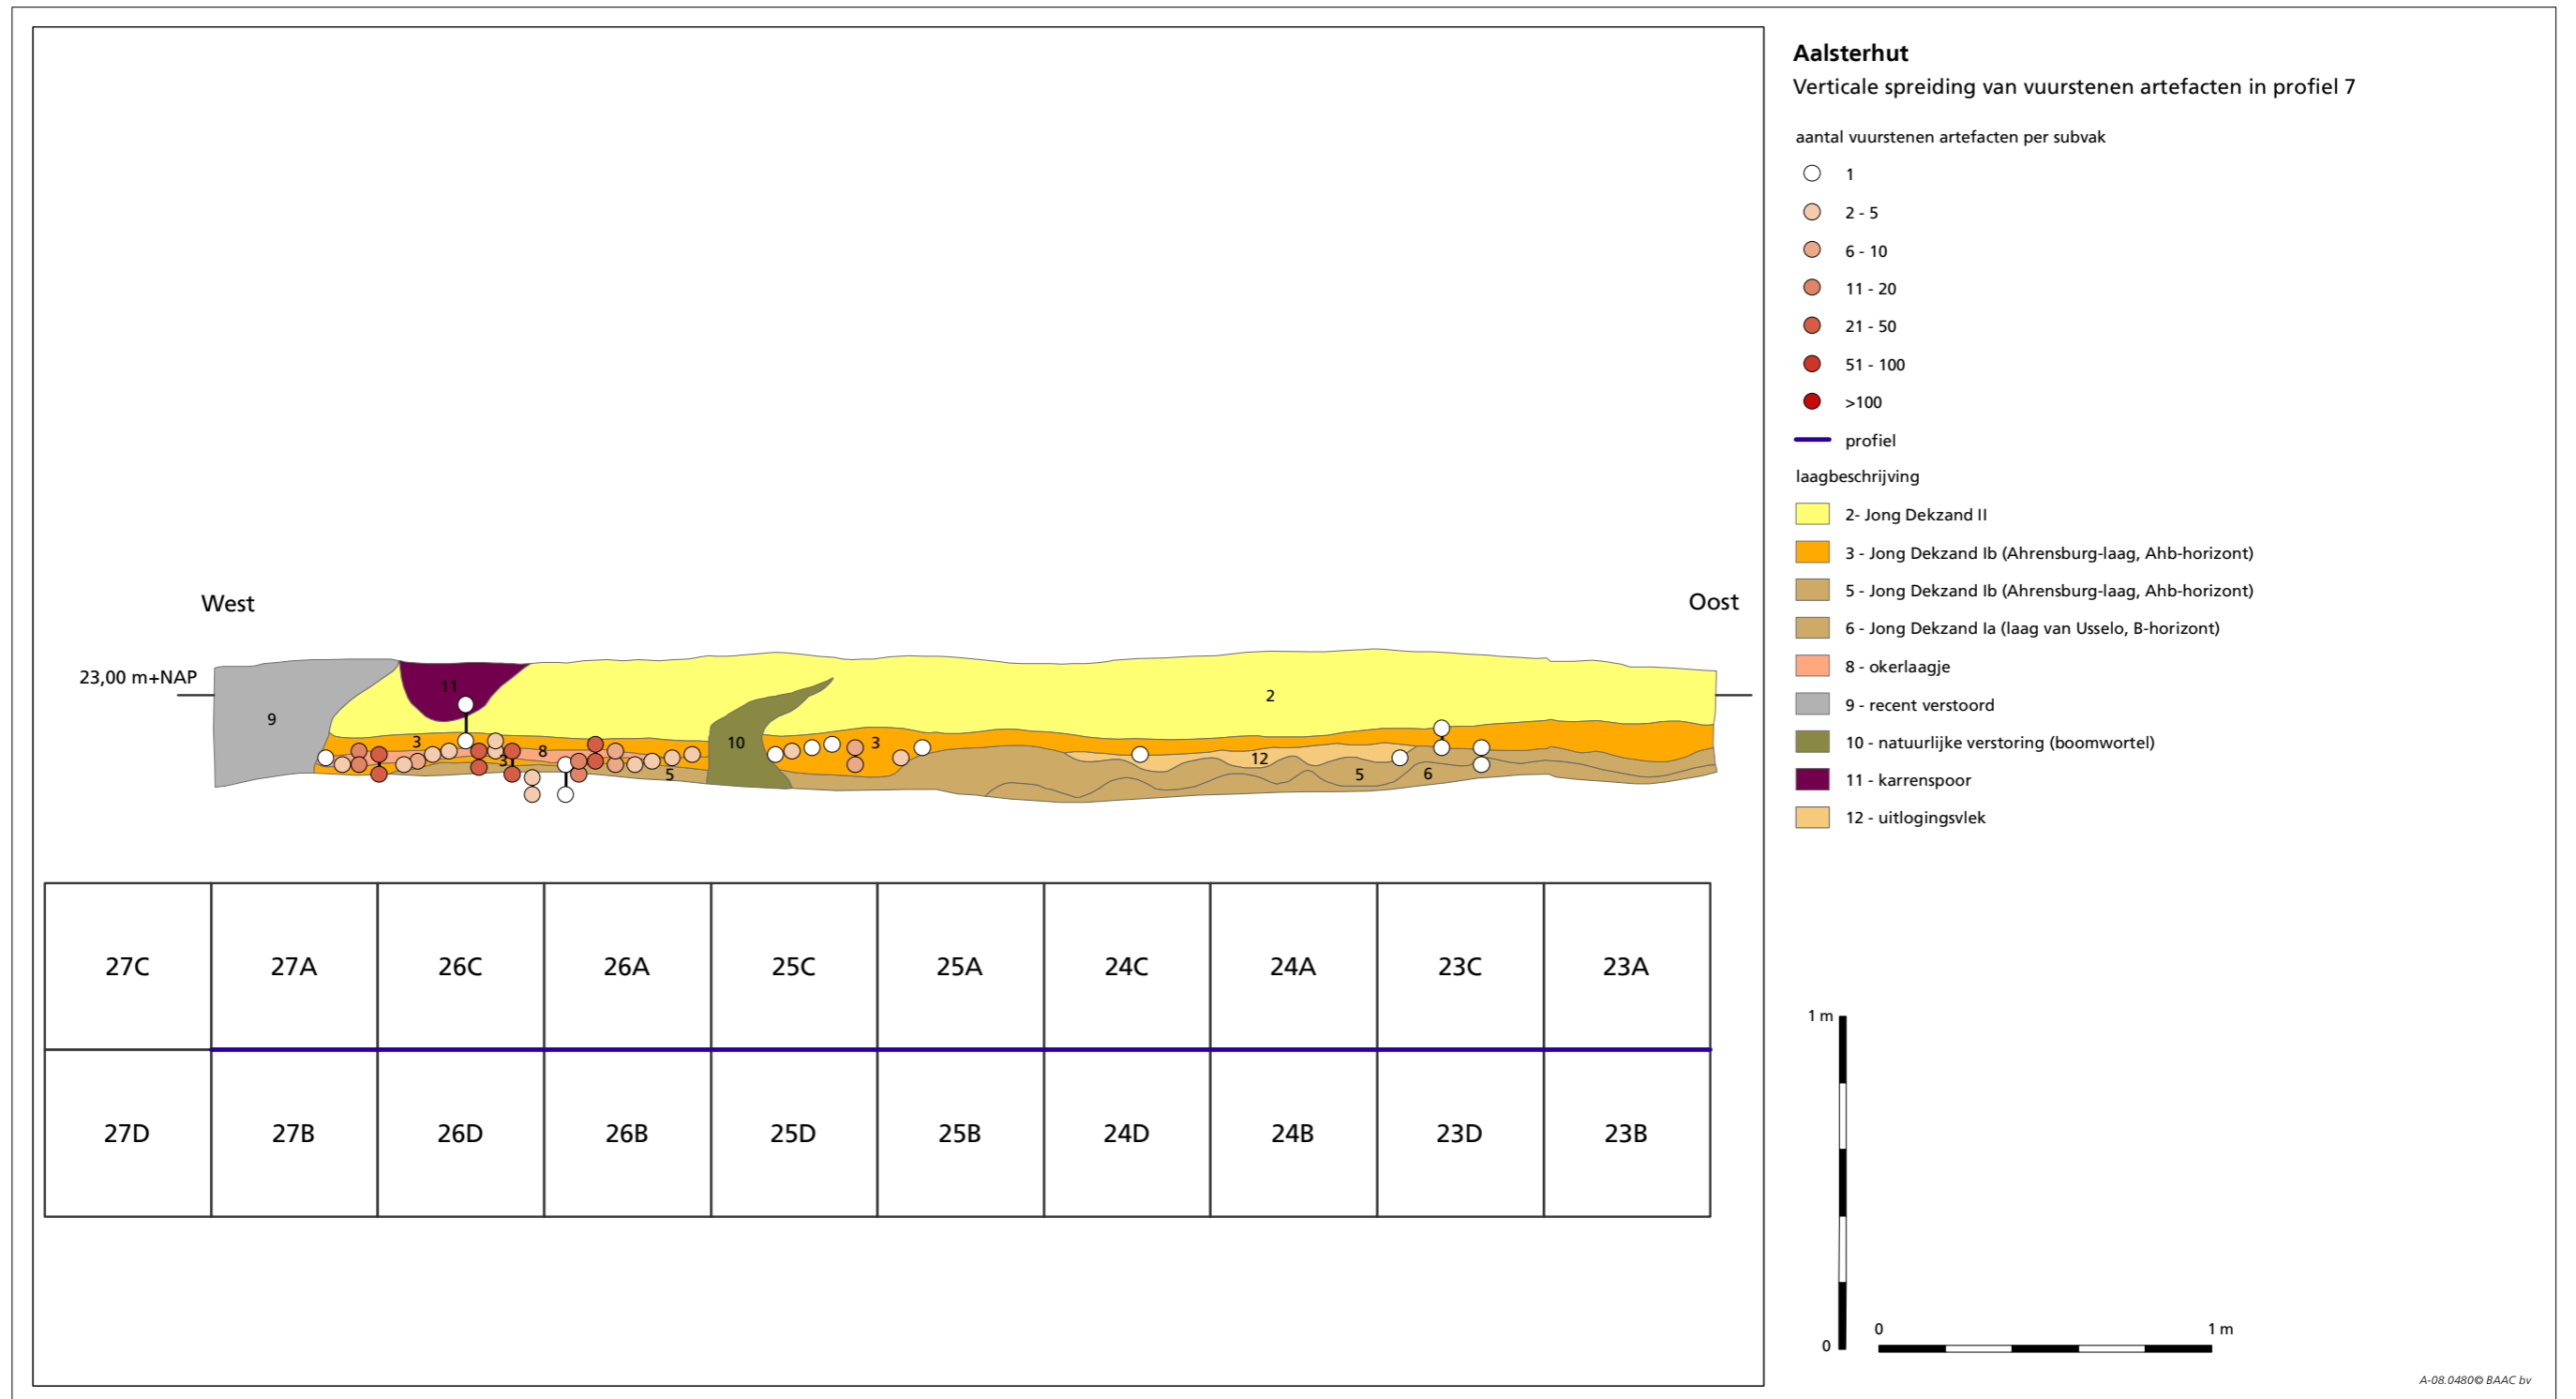 Aalsterhut
Verticale spreiding van vuurstenen artefacten in profiel 7
aantal vuurstenen artefacten per subvak
1
2 - 5
6 - 10
11 - 20
21 - 50
51 - 100
>100
profiel
laagbeschrijving
2- Jong Dekzand II
3 - Jong Dekzand Ib (Ahrensburg-laag, Ahb-horizont)
5 - Jong Dekzand Ib (Ahrensburg-laag, Ahb-horizont)
6 - Jong Dekzand Ia (laag van Usselo, B-horizont)
8 - okerlaagje
9 - recent verstoord
10 - natuurlijke verstoring (boomwortel)
11 - karrenspoor
12 - uitlogingsvlek
West
Oost
23,00 m+NAP
11
2
9
3
8
10
3
3
12
5
5
6
27C 27A 26C 26A 25C 25A 24C 24A 23C 23A
27D 27B 26D 26B 25D 25B 24D 24B 23D 23B
1 m
0
0 1 m
A-08.0480© BAAC bv